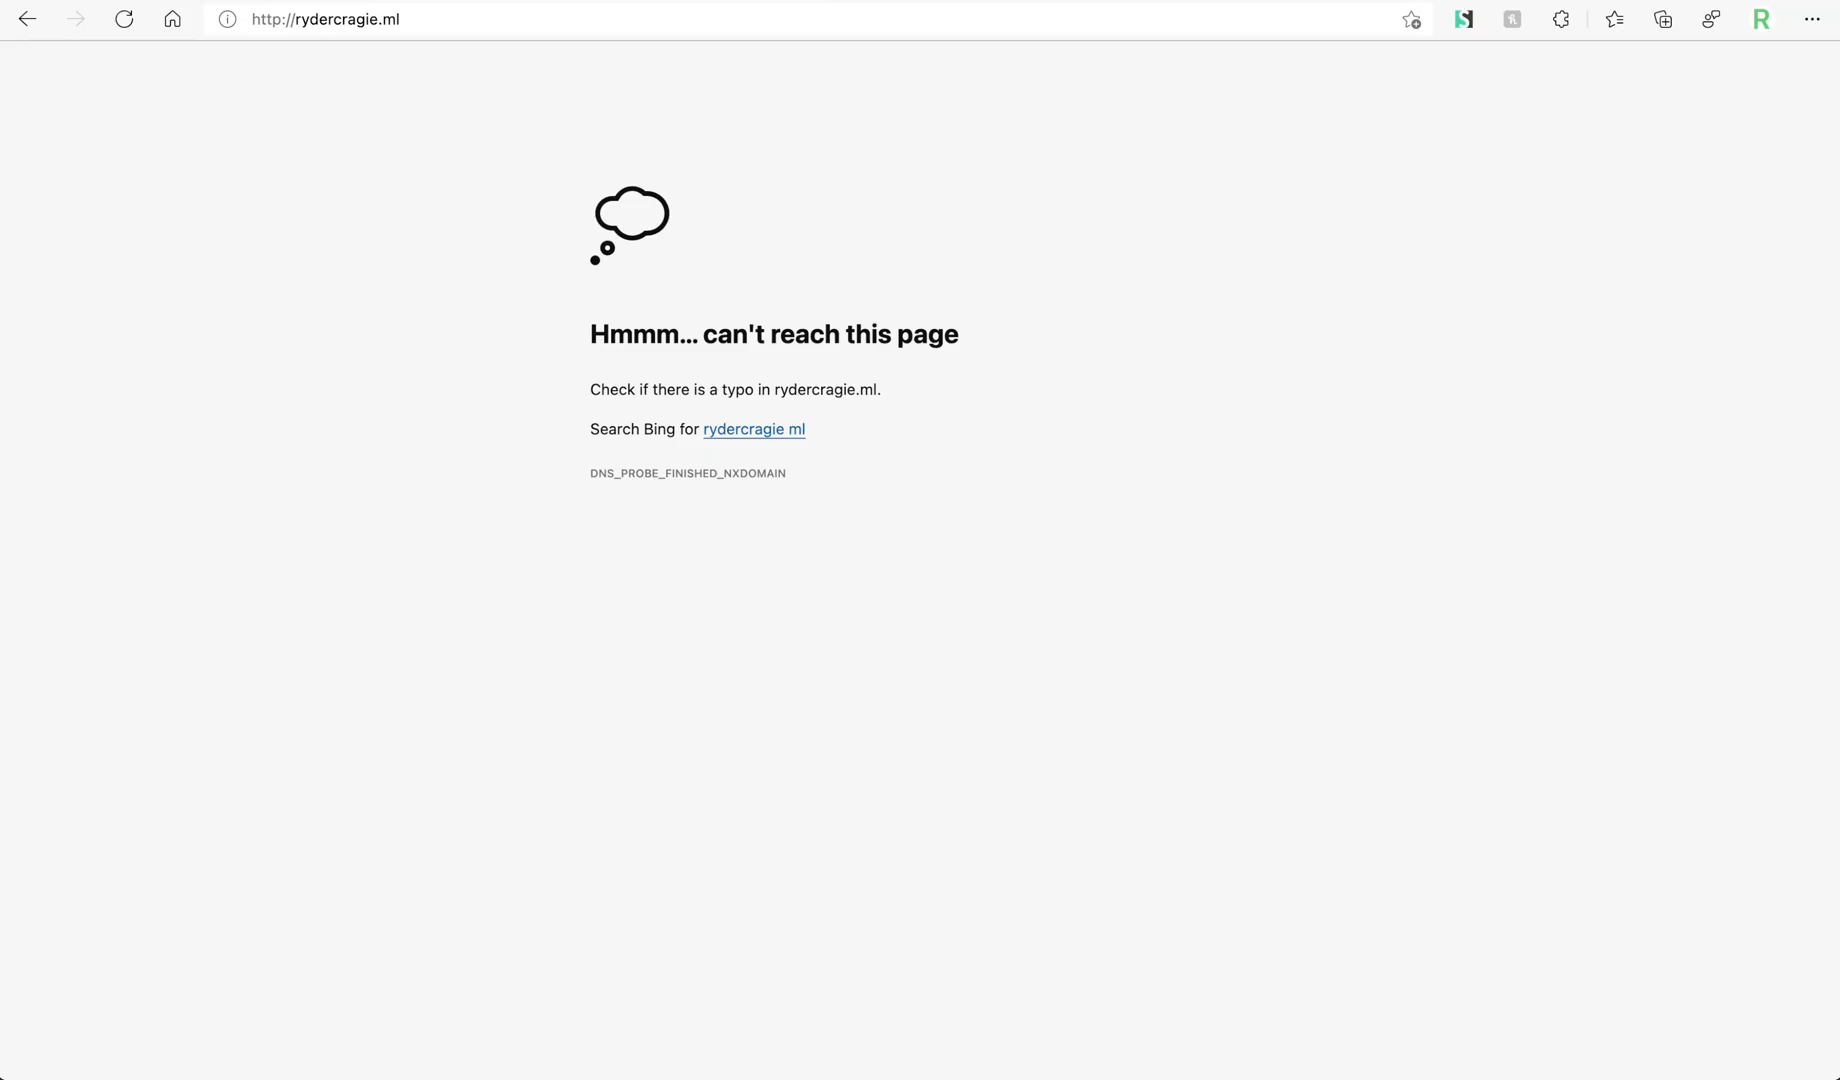 http://rydercragie.ml
R
Hmmm... can't reach this page
Check if there is a typo in rydercragie.ml.
Search Bing for rydercragie ml
DNS_PROBE_FINISHED_NXDOMAIN